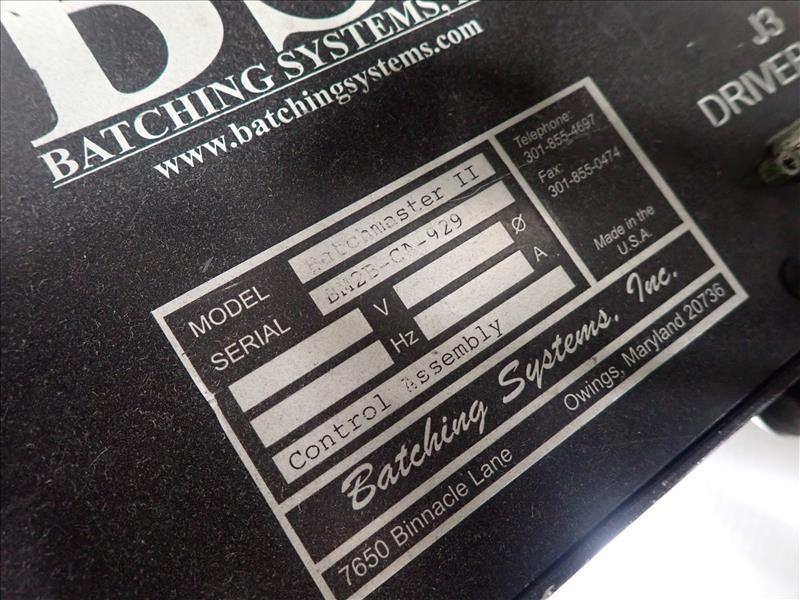 BATCHING SYSTEMS,
www.batchingsystems.com
J3
DRIVER
MODEL Batchmaster II
SERIAL BM2B-CA-929
V Ø
Hz A
Control Assembly
Telephone:
301-855-4697
Fax:
301-855-0474
Made in the
U.S.A.
Batching Systems, Inc.
7650 Binnacle Lane Owings, Maryland 20736